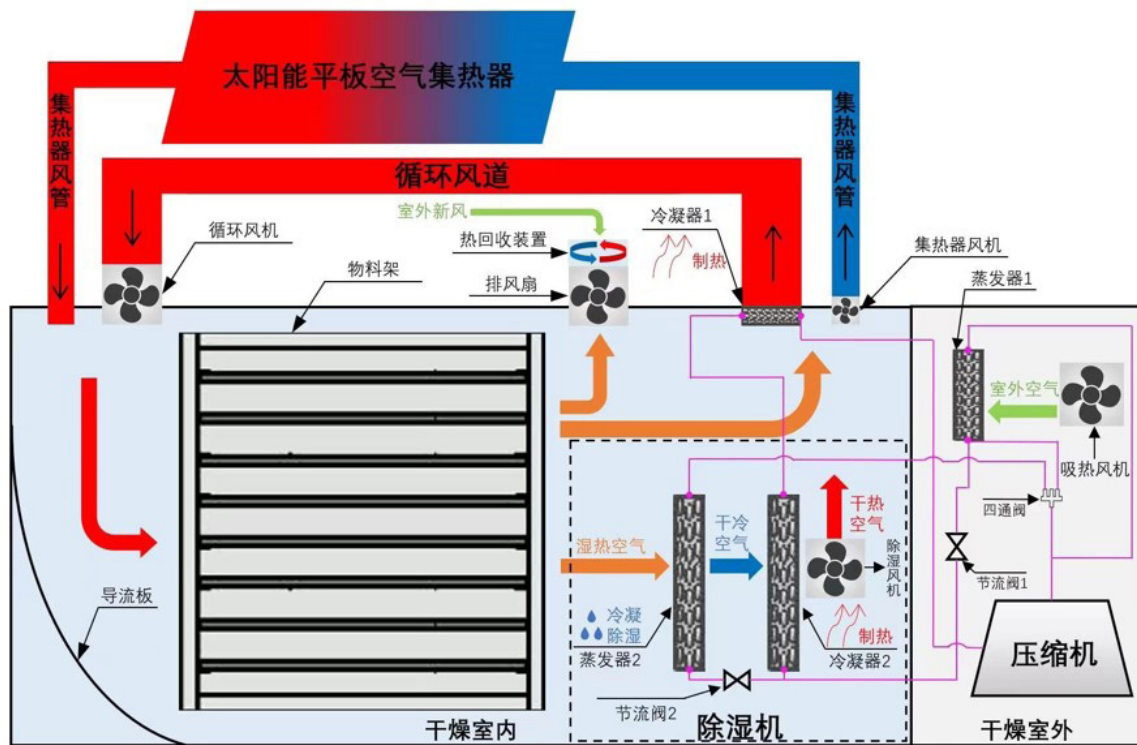 太阳能平板空气集热器
集热器风管
集热器风管
循环风道
室外新风
冷凝器1
循环风机
热回收装置
制热
集热器风机
物料架
排风扇
蒸发器1
室外空气
吸热风机
四通阀
干热
空气
湿热空气
干冷
空气
除湿风机
节流阀1
导流板
冷凝
除湿
制热
蒸发器2
冷凝器2
压缩机
节流阀2
干燥室内
除湿机
干燥室外